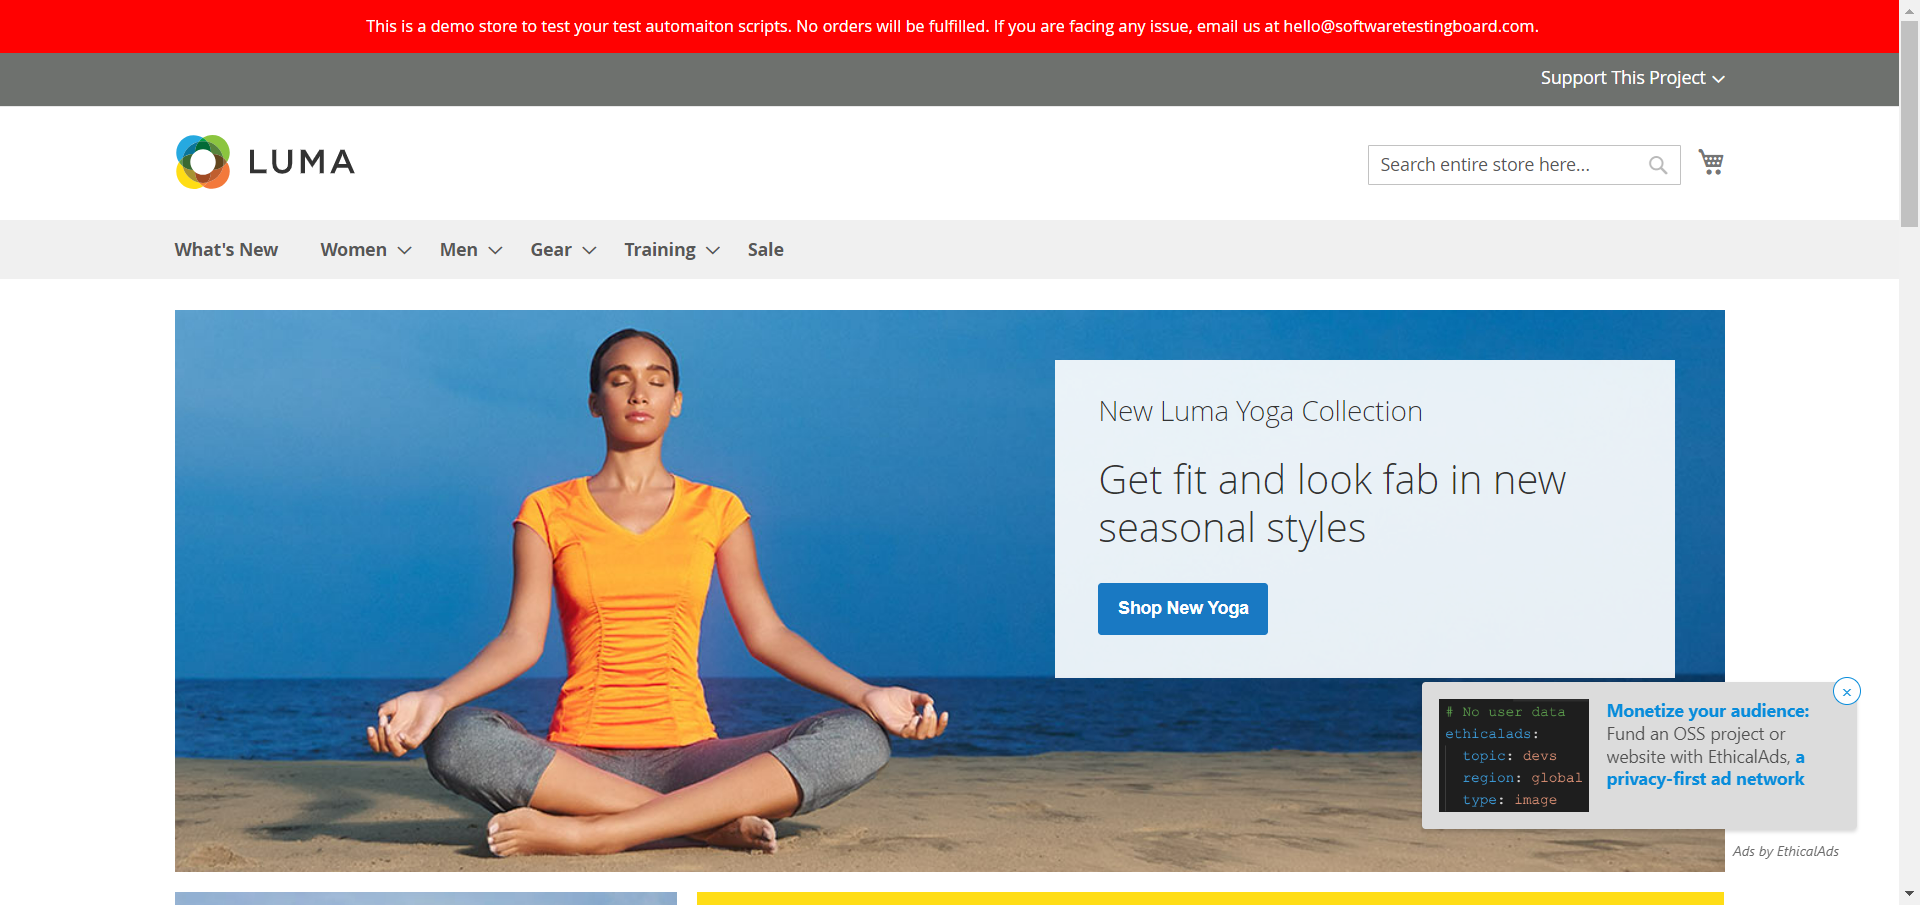 This is a demo store to test your test automaiton scripts. No orders will be fulfilled. If you are facing any issue, email us at hello@softwaretestingboard.com.
Support This Project
LUMA
Search entire store here...
What's New Women Men Gear Training Sale
New Luma Yoga Collection
Get fit and look fab in new
seasonal styles
Shop New Yoga
# No user data
ethicalads:
topic: devs
region: global
type: image
Monetize your audience:
Fund an OSS project or
website with EthicalAds, a
privacy-first ad network
×
Ads by EthicalAds